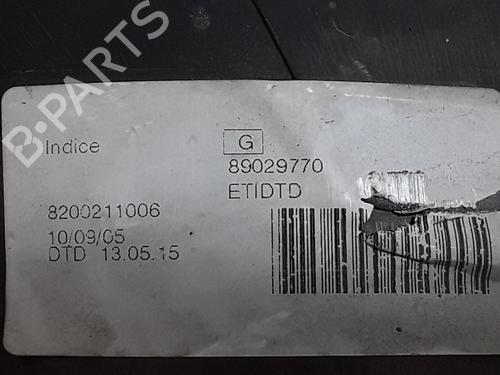 B-PARTS
Indice
G
89029770
ETIDTD
8200211006
10/09/05
DTD 13.05.15